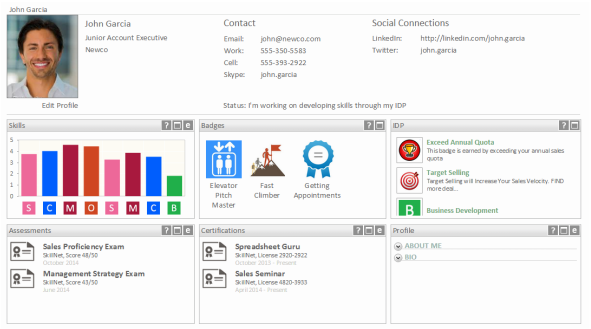 John Garcia
John Garcia
Junior Account Executive
Newco
Edit Profile
Contact
Email: john@newco.com
Work: 555-350-5583
Cell: 555-393-2922
Skype: john.garcia
Social Connections
LinkedIn: http://linkedin.com/john.garcia
Twitter: john.garcia
Status: I'm working on developing skills through my IDP
Skills ? e
5
4
3
2
1
0
S C M O S M C B
Badges ?
Elevator
Pitch
Master
Fast
Climber
Getting
Appointments
IDP ?
Exceed Annual Quota
This badge is earned by exceeding your annual sales
quota
Target Selling
Target Selling will Increase Your Sales Velocity. FIND
more deal...
B
Business Development
Assessments ? e
Sales Proficiency Exam
SkillNet, Score 48/50
October 2014
Management Strategy Exam
SkillNet, Score 43/50
June 2014
Certifications ? e
Spreadsheet Guru
SkillNet, License 2920-2922
October 2013 - Present
Sales Seminar
SkillNet, License 4820-3953
April 2014 - Present
Profile ? e
ABOUT ME
BIO